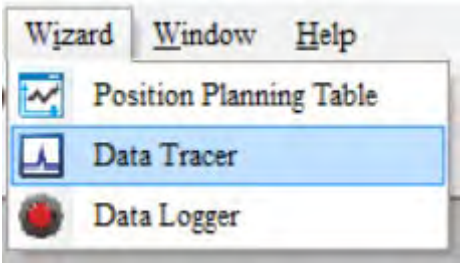 Wizard Window Help
Position Planning Table
Data Tracer
Data Logger